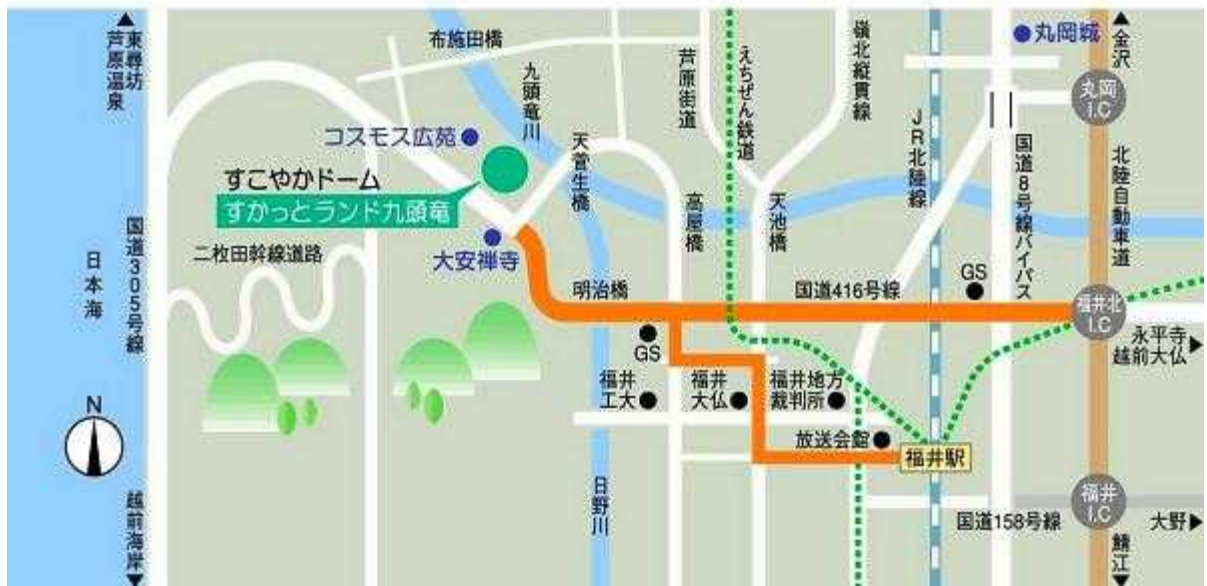 東尋坊
芦原温泉
布施田橋
九頭竜川
芦原街道
えちぜん鉄道
嶺北縦貫線
丸岡城
金沢
丸岡
I.C
コスモス広苑
天菅生橋
JR北陸線
国道8号線バイパス
北陸自動車道
すこやかドーム
すかっとランド九頭竜
高屋橋
天池橋
国道305号線
日本海
二枚田幹線道路
大安禅寺
明治橋
国道416号線
GS
福井北
I.C
永平寺
越前大仏
GS
福井
工大
福井
大仏
福井地方
裁判所
N
放送会館
福井駅
日野川
福井
I.C
国道158号線
大野
越前海岸
鯖江